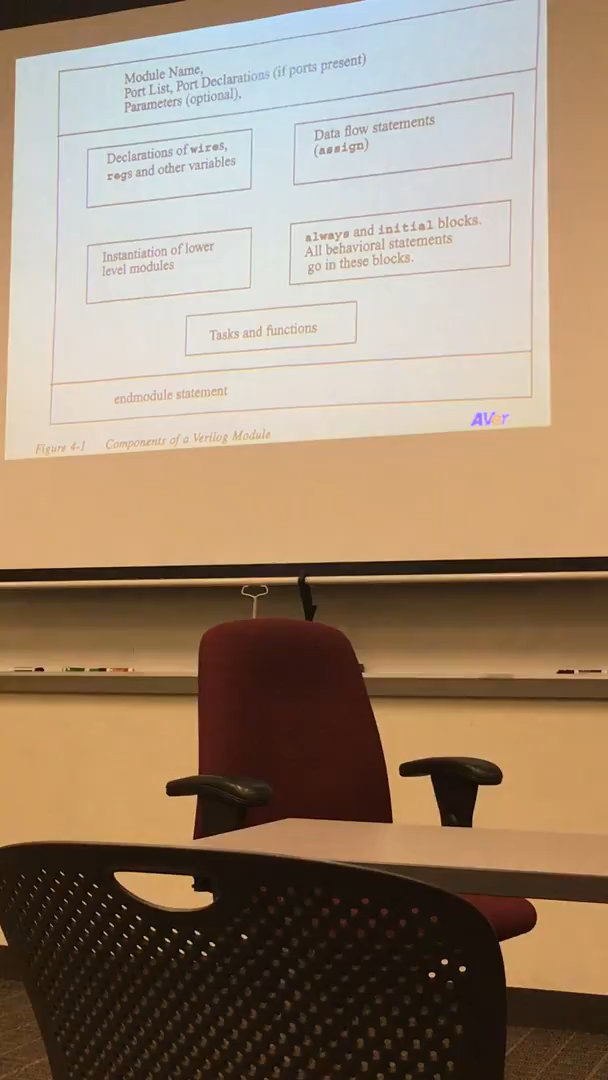 Module Name,
Port List, Port Declarations (if ports present)
Parameters (optional),
Declarations of wires,
regs and other variables
Data flow statements
(assign)
Instantiation of lower
level modules
always and initial blocks.
All behavioral statements
go in these blocks.
Tasks and functions
endmodule statement
AVer
Figure 4-1 Components of a Verilog Module